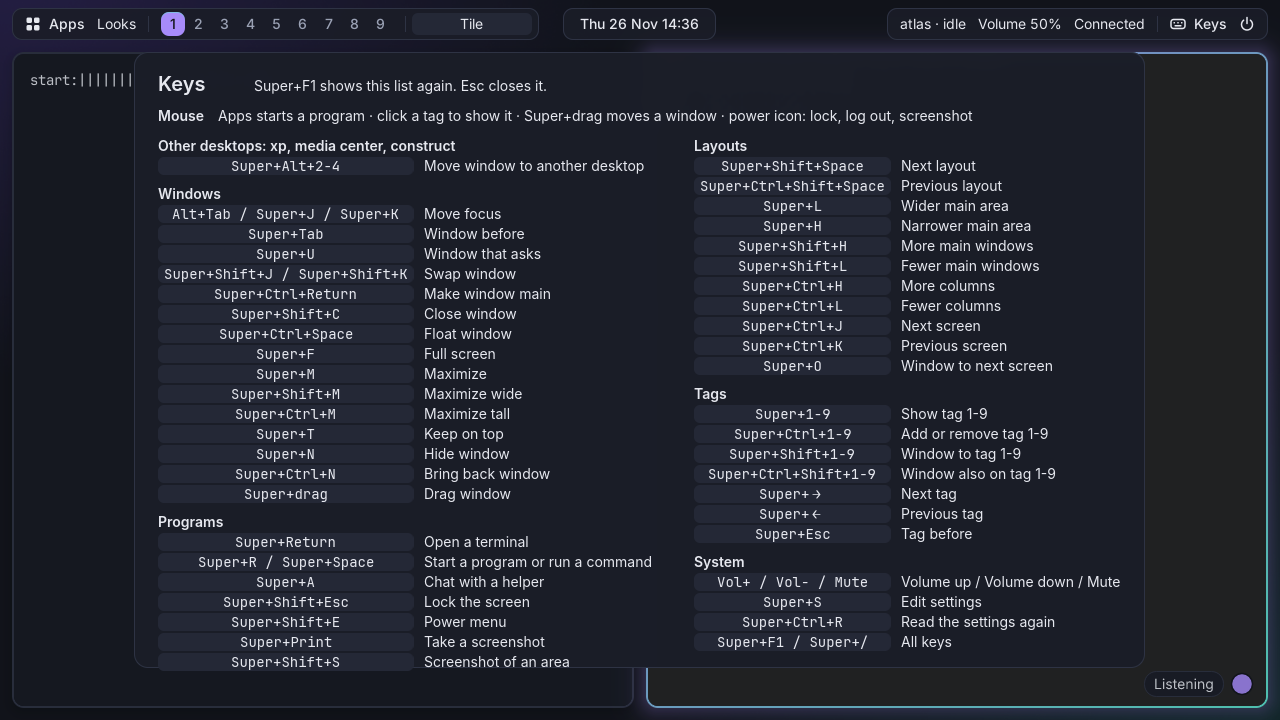 Apps Looks 1 2 3 4 5 6 7 8 9 Tile Thu 26 Nov 14:36 atlas · idle Volume 50% Connected Keys
start:|||||||
Keys Super+F1 shows this list again. Esc closes it.
Mouse Apps starts a program · click a tag to show it · Super+drag moves a window · power icon: lock, log out, screenshot
Other desktops: xp, media center, construct
Super+Alt+2-4 Move window to another desktop
Windows
Alt+Tab / Super+J / Super+K Move focus
Super+Tab Window before
Super+U Window that asks
Super+Shift+J / Super+Shift+K Swap window
Super+Ctrl+Return Make window main
Super+Shift+C Close window
Super+Ctrl+Space Float window
Super+F Full screen
Super+M Maximize
Super+Shift+M Maximize wide
Super+Ctrl+M Maximize tall
Super+T Keep on top
Super+N Hide window
Super+Ctrl+N Bring back window
Super+drag Drag window
Programs
Super+Return Open a terminal
Super+R / Super+Space Start a program or run a command
Super+A Chat with a helper
Super+Shift+Esc Lock the screen
Super+Shift+E Power menu
Super+Print Take a screenshot
Super+Shift+S Screenshot of an area
Layouts
Super+Shift+Space Next layout
Super+Ctrl+Shift+Space Previous layout
Super+L Wider main area
Super+H Narrower main area
Super+Shift+H More main windows
Super+Shift+L Fewer main windows
Super+Ctrl+H More columns
Super+Ctrl+L Fewer columns
Super+Ctrl+J Next screen
Super+Ctrl+K Previous screen
Super+O Window to next screen
Tags
Super+1-9 Show tag 1-9
Super+Ctrl+1-9 Add or remove tag 1-9
Super+Shift+1-9 Window to tag 1-9
Super+Ctrl+Shift+1-9 Window also on tag 1-9
Super+→ Next tag
Super+← Previous tag
Super+Esc Tag before
System
Vol+ / Vol- / Mute Volume up / Volume down / Mute
Super+S Edit settings
Super+Ctrl+R Read the settings again
Super+F1 / Super+/ All keys
Listening